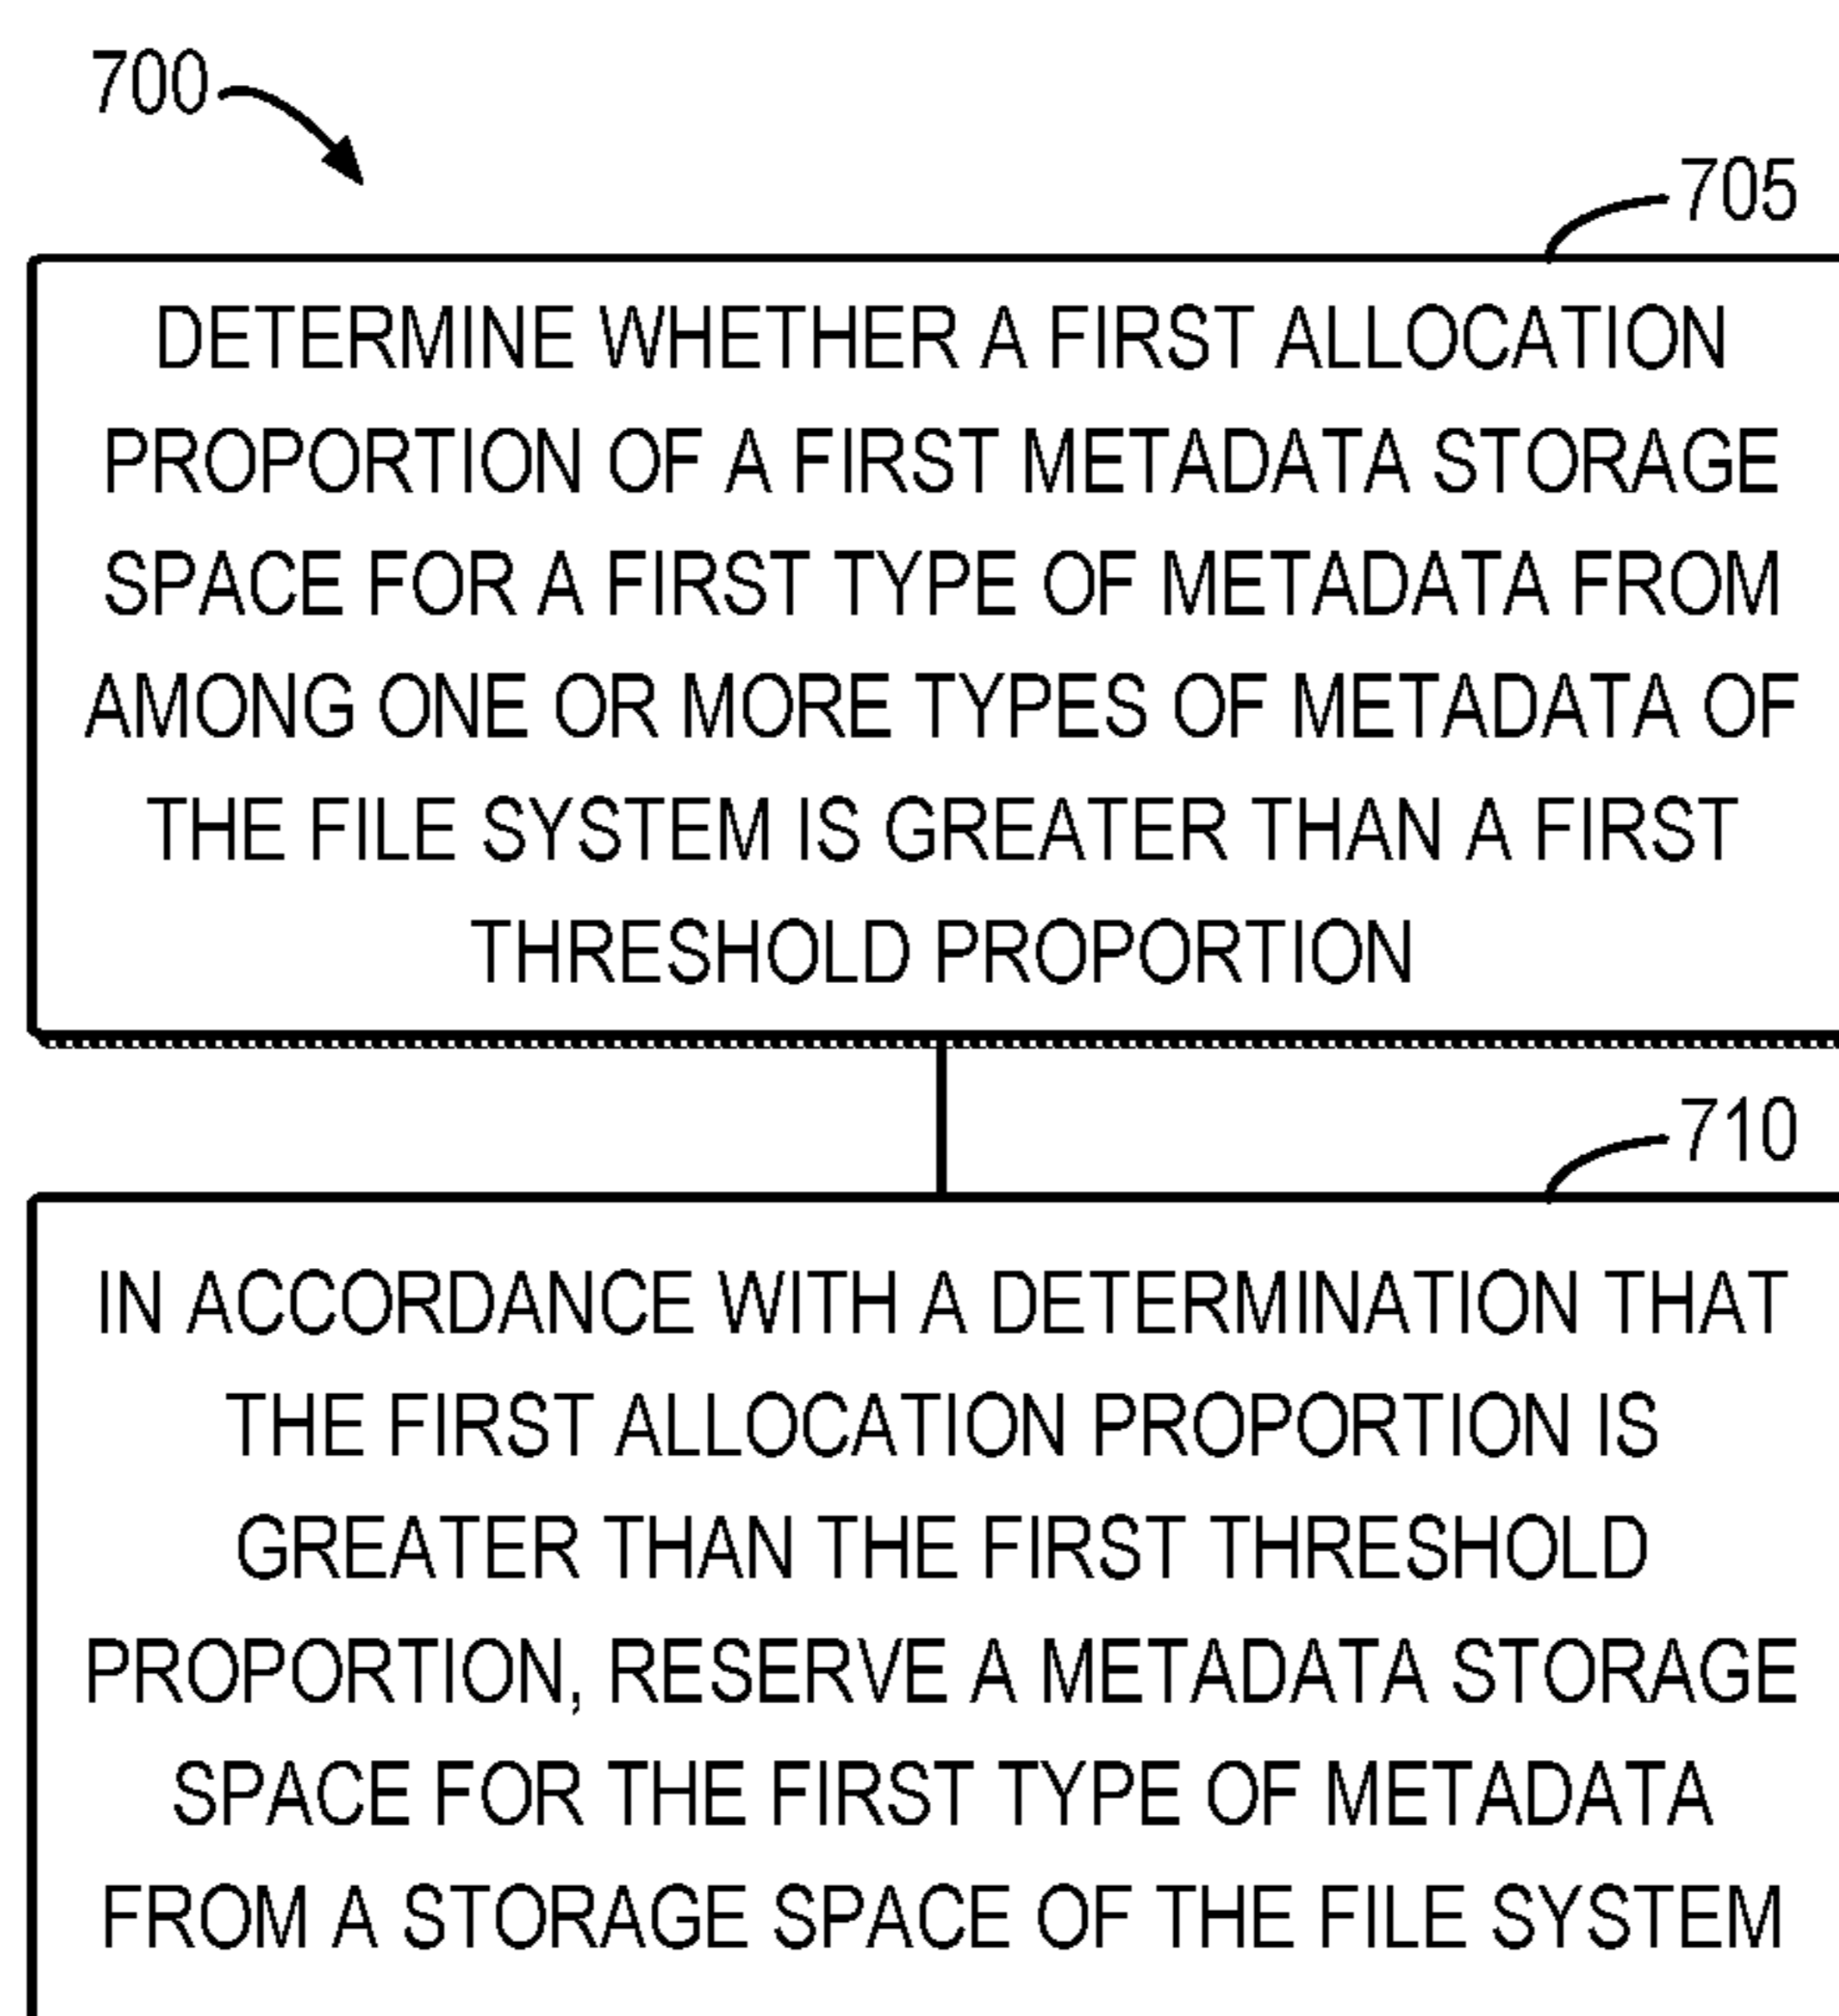 700
705
DETERMINE WHETHER A FIRST ALLOCATION
PROPORTION OF A FIRST METADATA STORAGE
SPACE FOR A FIRST TYPE OF METADATA FROM
AMONG ONE OR MORE TYPES OF METADATA OF
THE FILE SYSTEM IS GREATER THAN A FIRST
THRESHOLD PROPORTION
710
IN ACCORDANCE WITH A DETERMINATION THAT
THE FIRST ALLOCATION PROPORTION IS
GREATER THAN THE FIRST THRESHOLD
PROPORTION, RESERVE A METADATA STORAGE
SPACE FOR THE FIRST TYPE OF METADATA
FROM A STORAGE SPACE OF THE FILE SYSTEM